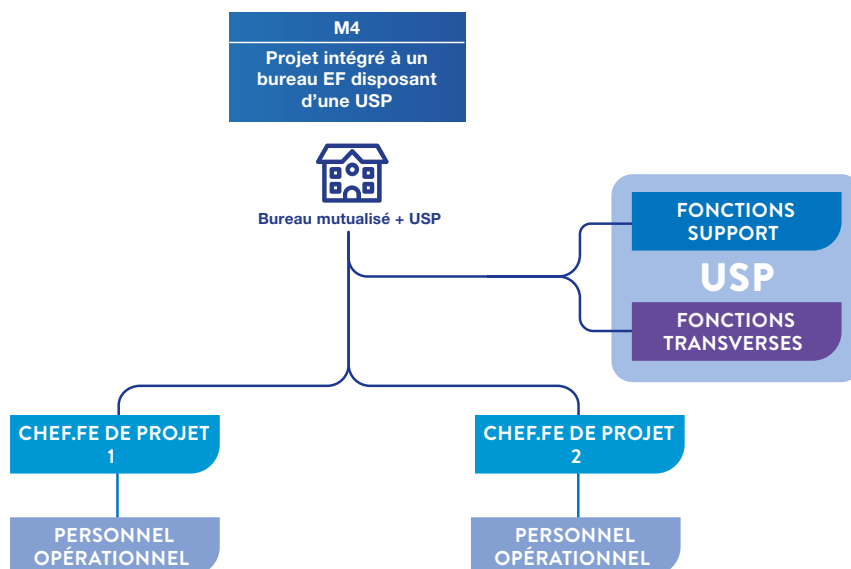 M4
Projet intégré à un
bureau EF disposant
d'une USP
Bureau mutualisé + USP
FONCTIONS
SUPPORT
USP
FONCTIONS
TRANSVERSES
CHEF.FE DE PROJET
1
CHEF.FE DE PROJET
2
PERSONNEL
OPÉRATIONNEL
PERSONNEL
OPÉRATIONNEL